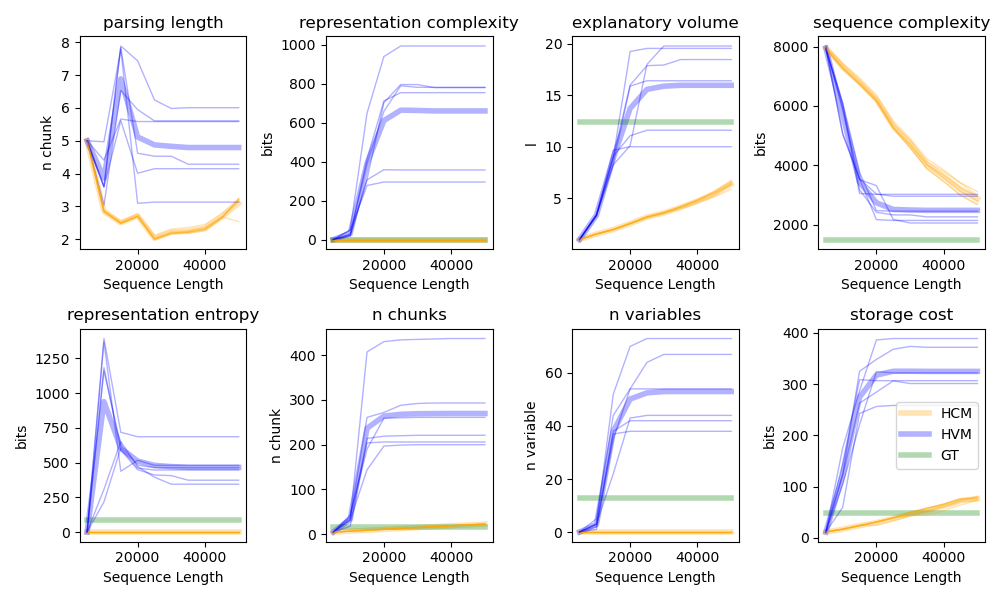 parsing length
n chunk
8
7
6
5
4
3
2
20000 40000
Sequence Length
representation complexity
bits
1000
800
600
400
200
0
20000 40000
Sequence Length
explanatory volume
l
20
15
10
5
20000 40000
Sequence Length
sequence complexity
bits
8000
6000
4000
2000
20000 40000
Sequence Length
representation entropy
bits
1250
1000
750
500
250
0
20000 40000
Sequence Length
n chunks
n chunk
400
300
200
100
0
20000 40000
Sequence Length
n variables
n variable
60
40
20
0
20000 40000
Sequence Length
storage cost
bits
400
300
200
100
0
20000 40000
Sequence Length
HCM
HVM
GT